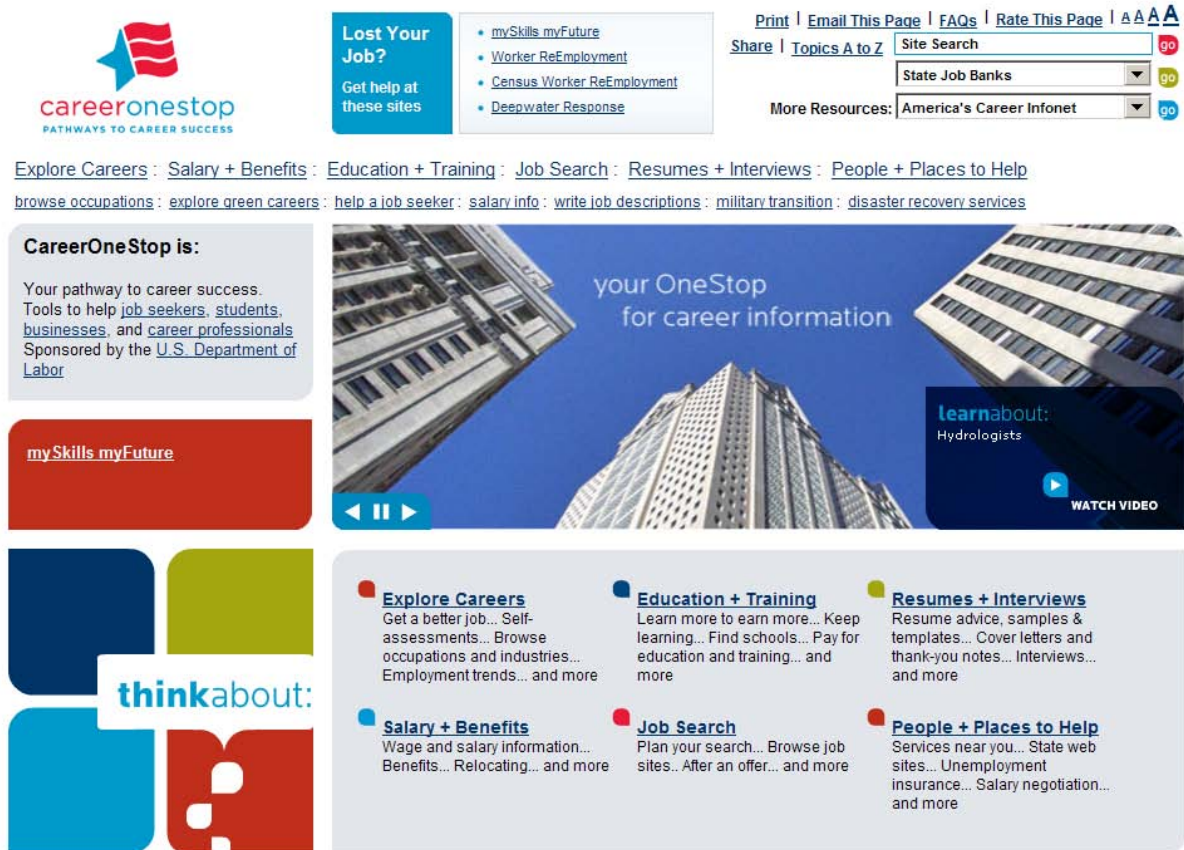 careeronestop
PATHWAYS TO CAREER SUCCESS
Lost Your
Job?
Get help at
these sites
mySkills myFuture
Worker ReEmployment
Census Worker ReEmployment
Deepwater Response
Print | Email This Page | FAQs | Rate This Page | A A A A
Share | Topics A to Z
Site Search
go
State Job Banks
go
More Resources: America's Career Infonet
go
Explore Careers : Salary + Benefits : Education + Training : Job Search : Resumes + Interviews : People + Places to Help
browse occupations : explore green careers : help a job seeker : salary info : write job descriptions : military transition : disaster recovery services
CareerOneStop is:
Your pathway to career success.
Tools to help job seekers, students,
businesses, and career professionals
Sponsored by the U.S. Department of
Labor
mySkills myFuture
your OneStop
for career information
learnabout:
Hydrologists
WATCH VIDEO
thinkabout:
Explore Careers
Get a better job... Self-
assessments... Browse
occupations and industries...
Employment trends... and more
Education + Training
Learn more to earn more... Keep
learning... Find schools... Pay for
education and training... and
more
Resumes + Interviews
Resume advice, samples &
templates... Cover letters and
thank-you notes... Interviews...
and more
Salary + Benefits
Wage and salary information...
Benefits... Relocating... and more
Job Search
Plan your search... Browse job
sites... After an offer... and more
People + Places to Help
Services near you... State web
sites... Unemployment
insurance... Salary negotiation...
and more